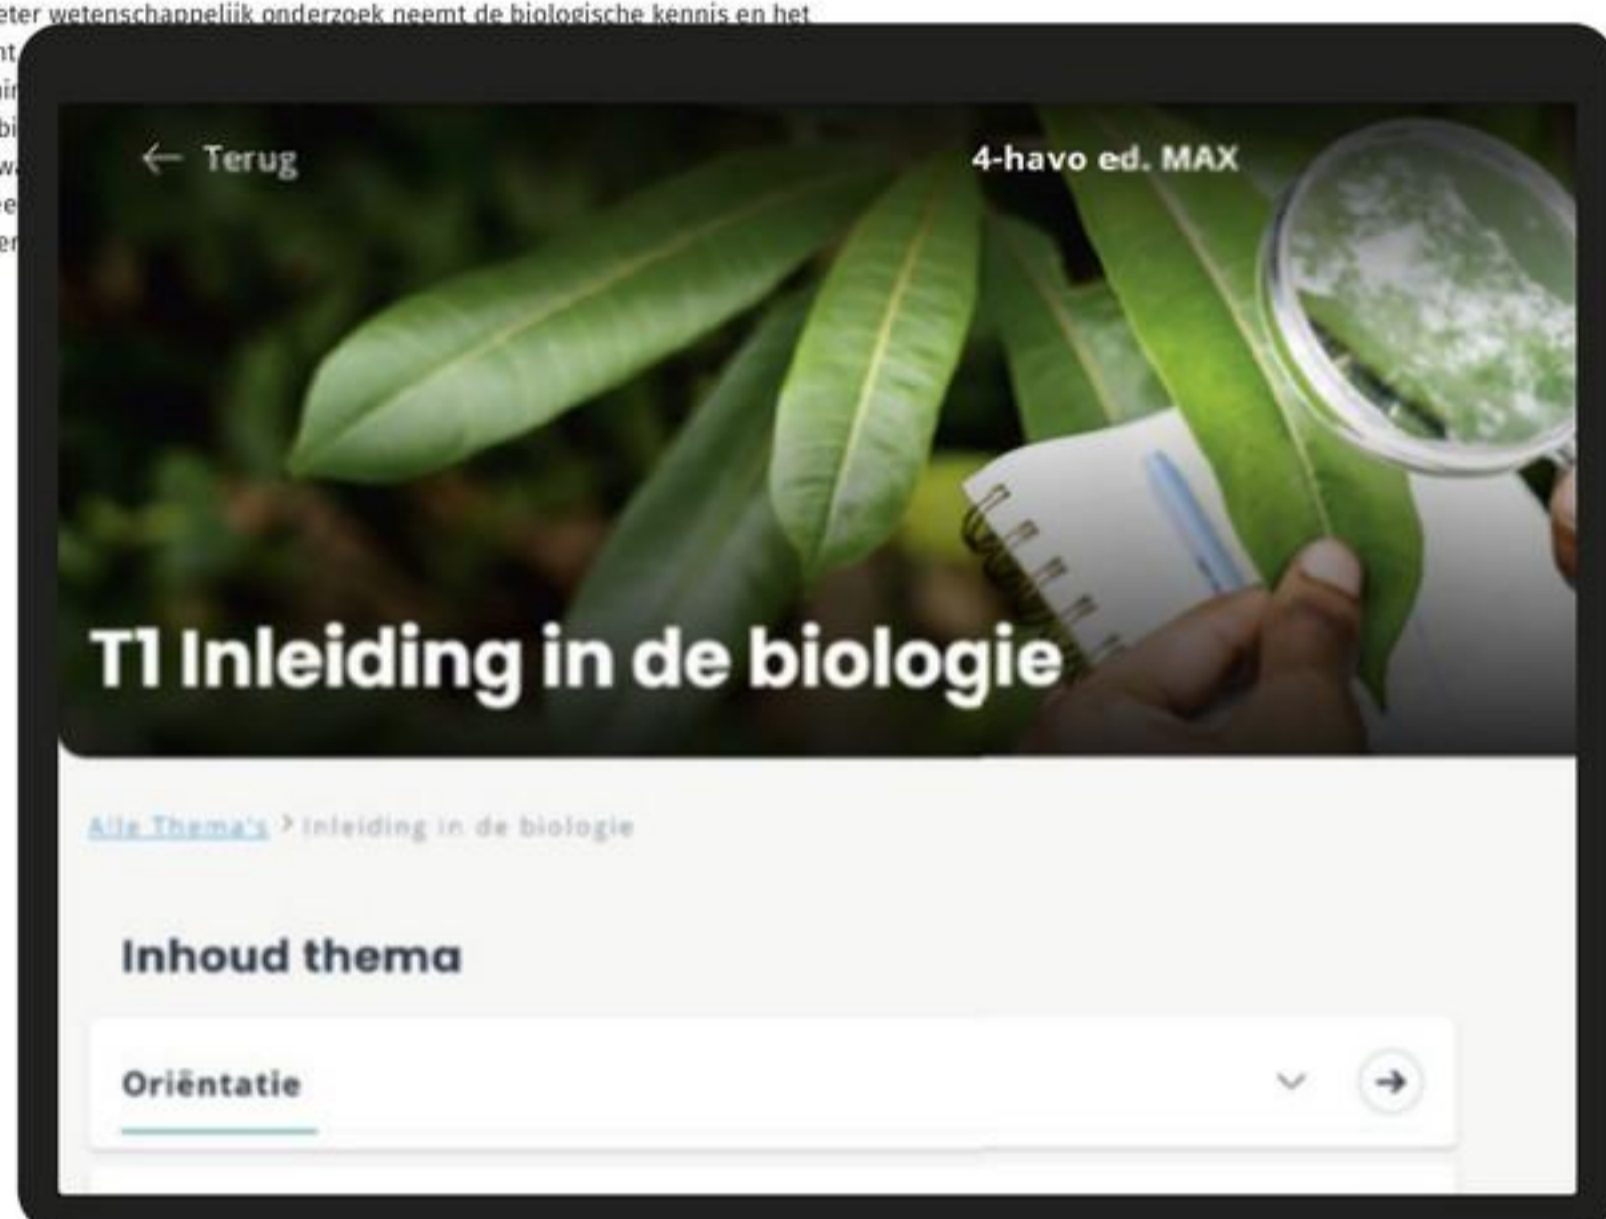 wetenschappelijk onderzoek neemt de biologische kennis en het
← Terug
4-havo ed. MAX
T1 Inleiding in de biologie
Alle Thema's > Inleiding in de biologie
Inhoud thema
Oriëntatie